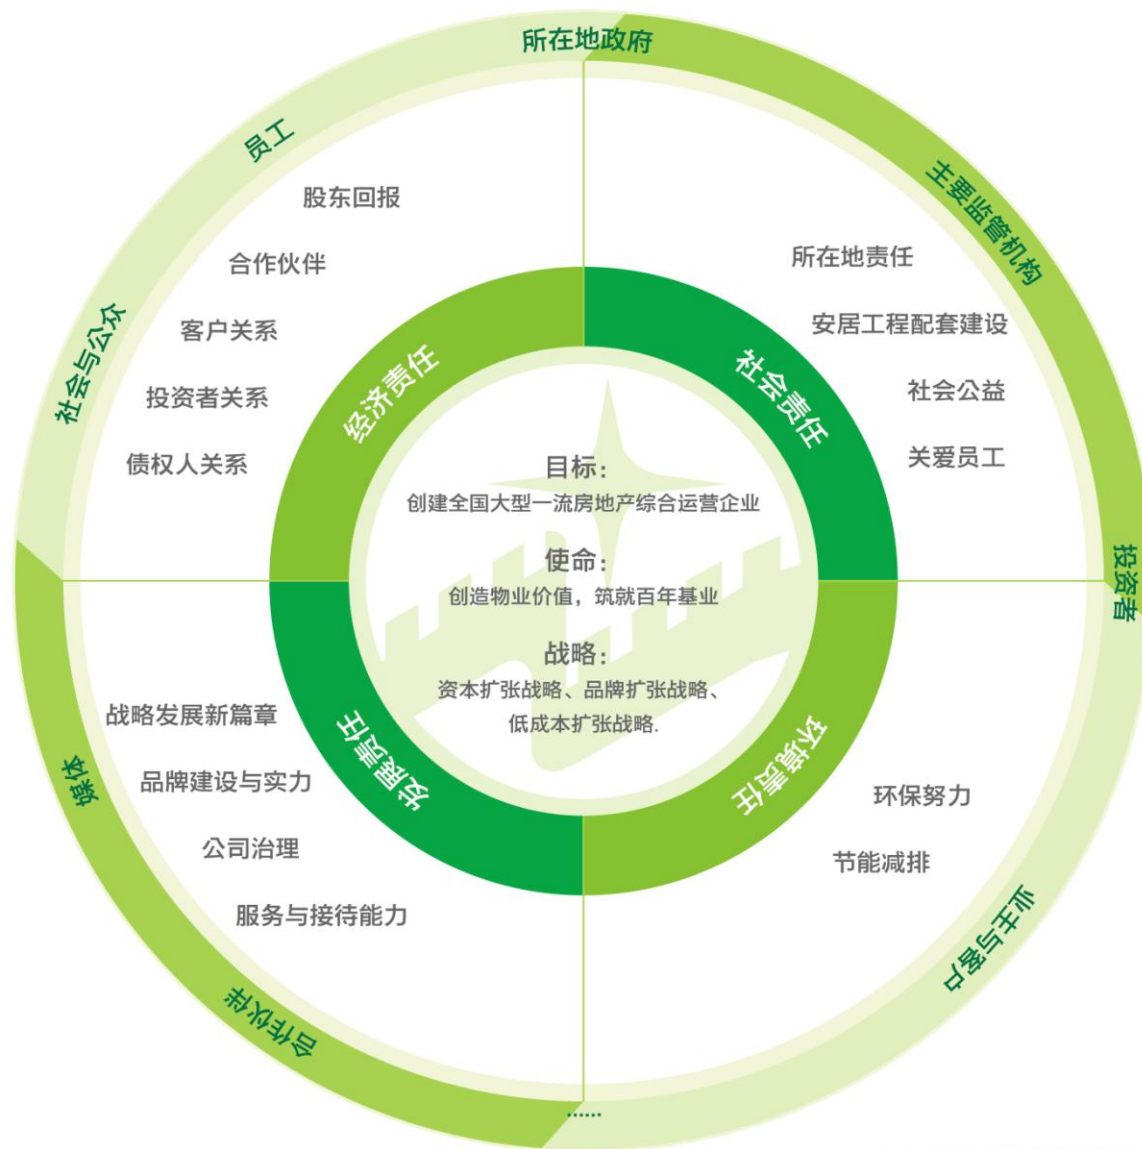 所在地政府
员工
主要监管机构
社会与公众
投资者
媒体
合作伙伴
业主与客户
……
股东回报
合作伙伴
客户关系
投资者关系
债权人关系
所在地责任
安居工程配套建设
社会公益
关爱员工
经济责任
社会责任
目标：
创建全国大型一流房地产综合运营企业
使命：
创造物业价值，筑就百年基业
战略：
资本扩张战略、品牌扩张战略、
低成本扩张战略.
发展责任
环境责任
战略发展新篇章
品牌建设与实力
公司治理
服务与接待能力
环保努力
节能减排